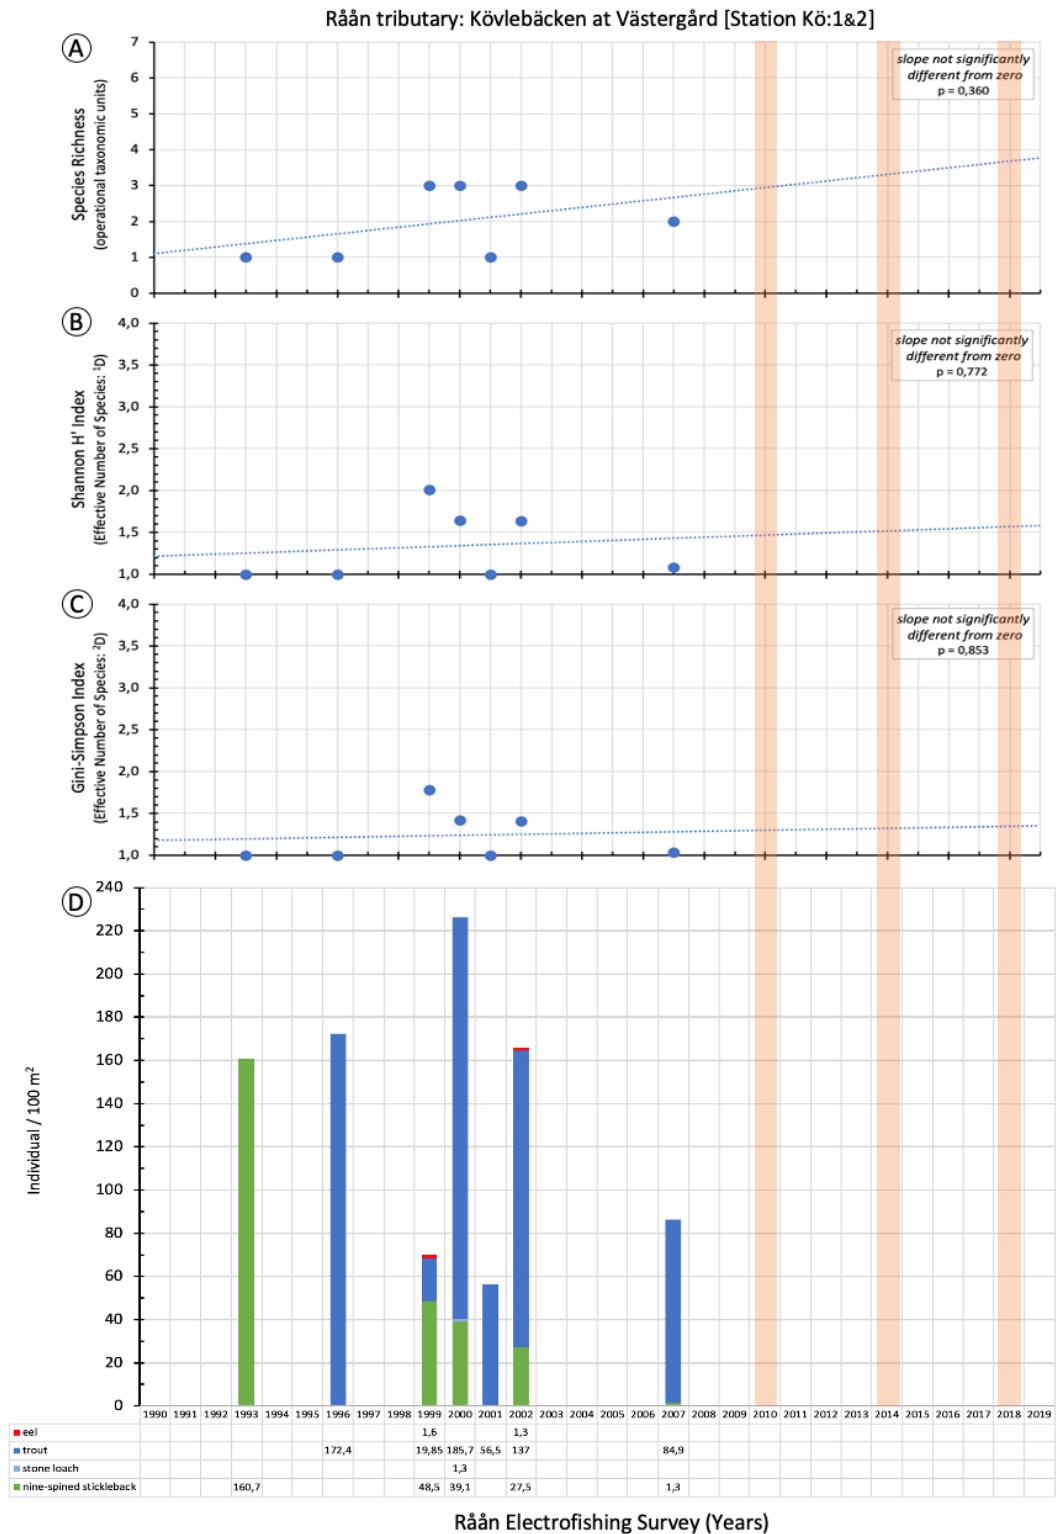 Råån tributary: Kövlebäcken at Västergård [Station Kö:1&2]
A
Species Richness
(operational taxonomic units)
7
6
5
4
3
2
1
0
slope not significantly
different from zero
p = 0,360
B
Shannon H' Index
(Effective Number of Species: ¹D)
4,0
3,5
3,0
2,5
2,0
1,5
1,0
slope not significantly
different from zero
p = 0,772
C
Gini-Simpson Index
(Effective Number of Species: ²D)
4,0
3,5
3,0
2,5
2,0
1,5
1,0
slope not significantly
different from zero
p = 0,853
D
Individual / 100 m²
240
220
200
180
160
140
120
100
80
60
40
20
0
1990 1991 1992 1993 1994 1995 1996 1997 1998 1999 2000 2001 2002 2003 2004 2005 2006 2007 2008 2009 2010 2011 2012 2013 2014 2015 2016 2017 2018 2019
eel 1,6 1,3
trout 172,4 19,85 185,7 56,5 137 84,9
stone loach 1,3
nine-spined stickleback 160,7 48,5 39,1 27,5 1,3
Råån Electrofishing Survey (Years)